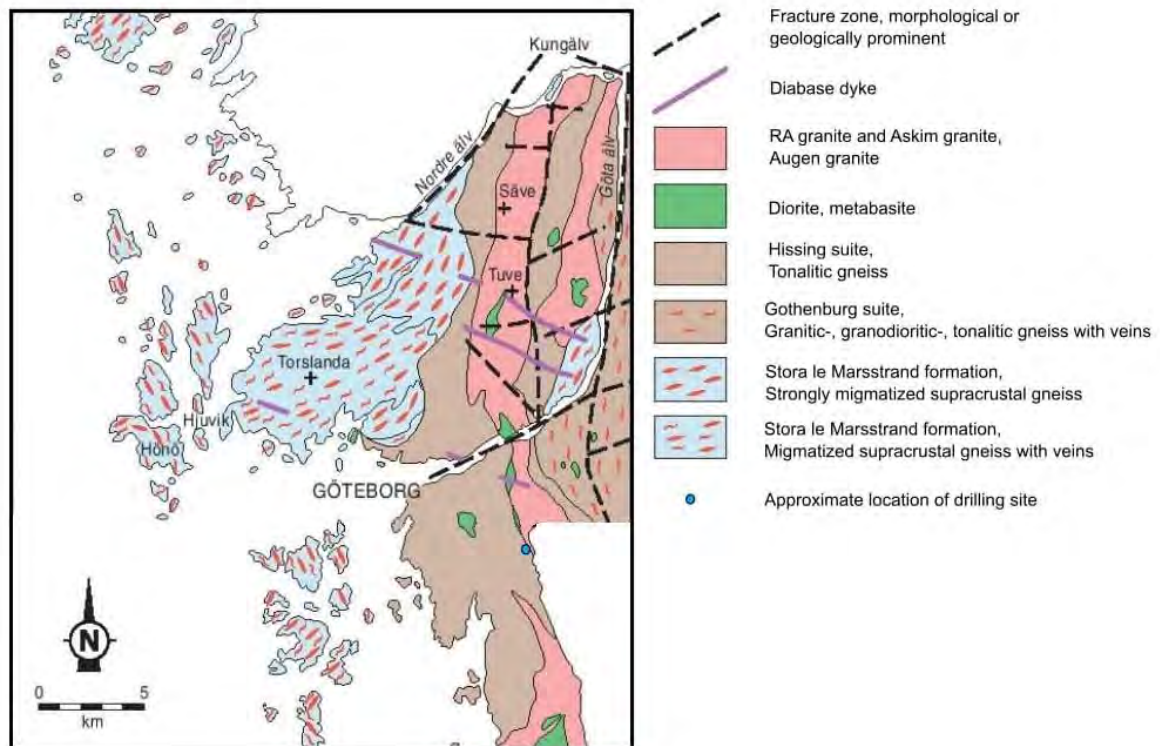 Kungälv
Nordre älv
Göta älv
Säve
Tuve
Torslanda
Hjuvik
Hönö
GÖTEBORG
N
0 5
km
Fracture zone, morphological or
geologically prominent
Diabase dyke
RA granite and Askim granite,
Augen granite
Diorite, metabasite
Hissing suite,
Tonalitic gneiss
Gothenburg suite,
Granitic-, granodioritic-, tonalitic gneiss with veins
Stora le Marsstrand formation,
Strongly migmatized supracrustal gneiss
Stora le Marsstrand formation,
Migmatized supracrustal gneiss with veins
Approximate location of drilling site